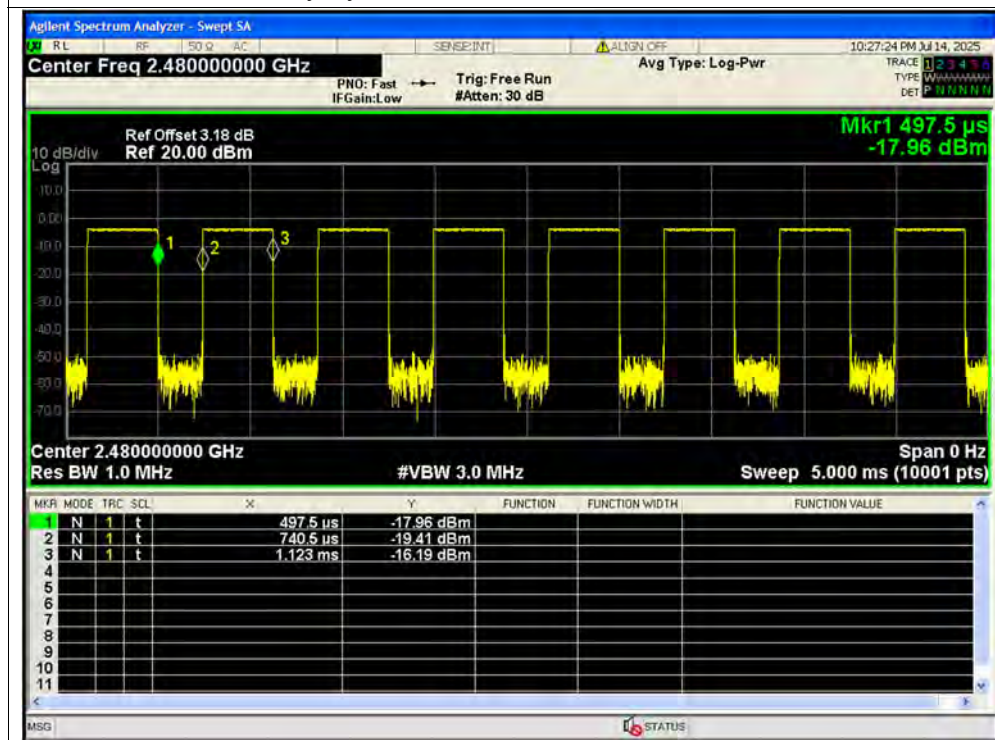 Agilent Spectrum Analyzer - Swept SA
RL RF 50 Ω AC SENSE:INT ALIGN OFF 10:27:24 PM Jul 14, 2025
Center Freq 2.480000000 GHz
Avg Type: Log-Pwr
TRACE 1 2 3 4 5 6
PNO: Fast
Trig: Free Run
TYPE
IFGain:Low
#Atten: 30 dB
DET P N N N N N
Mkr1 497.5 µs
-17.96 dBm
Ref Offset 3.18 dB
10 dB/div Ref 20.00 dBm
Log
10.0
0.00
-10.0
-20.0
-30.0
-40.0
-50.0
-60.0
-70.0
1
2
3
Center 2.480000000 GHz Span 0 Hz
Res BW 1.0 MHz #VBW 3.0 MHz Sweep 5.000 ms (10001 pts)
MKR MODE TRC SCL X Y FUNCTION FUNCTION WIDTH FUNCTION VALUE
1 N 1 t 497.5 µs -17.96 dBm
2 N 1 t 740.5 µs -19.41 dBm
3 N 1 t 1.123 ms -16.19 dBm
4
5
6
7
8
9
10
11
MSG STATUS